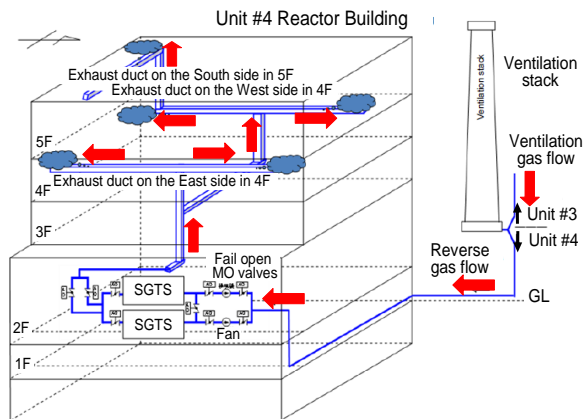 Unit #4 Reactor Building
Exhaust duct on the South side in 5F
Exhaust duct on the West side in 4F
Ventilation stack
Ventilation
stack
5F
Ventilation
gas flow
Exhaust duct on the East side in 4F
4F
3F
Unit #3
Unit #4
Fail open
MO valves
Reverse
gas flow
SGTS
SGTS
GL
2F
Fan
1F